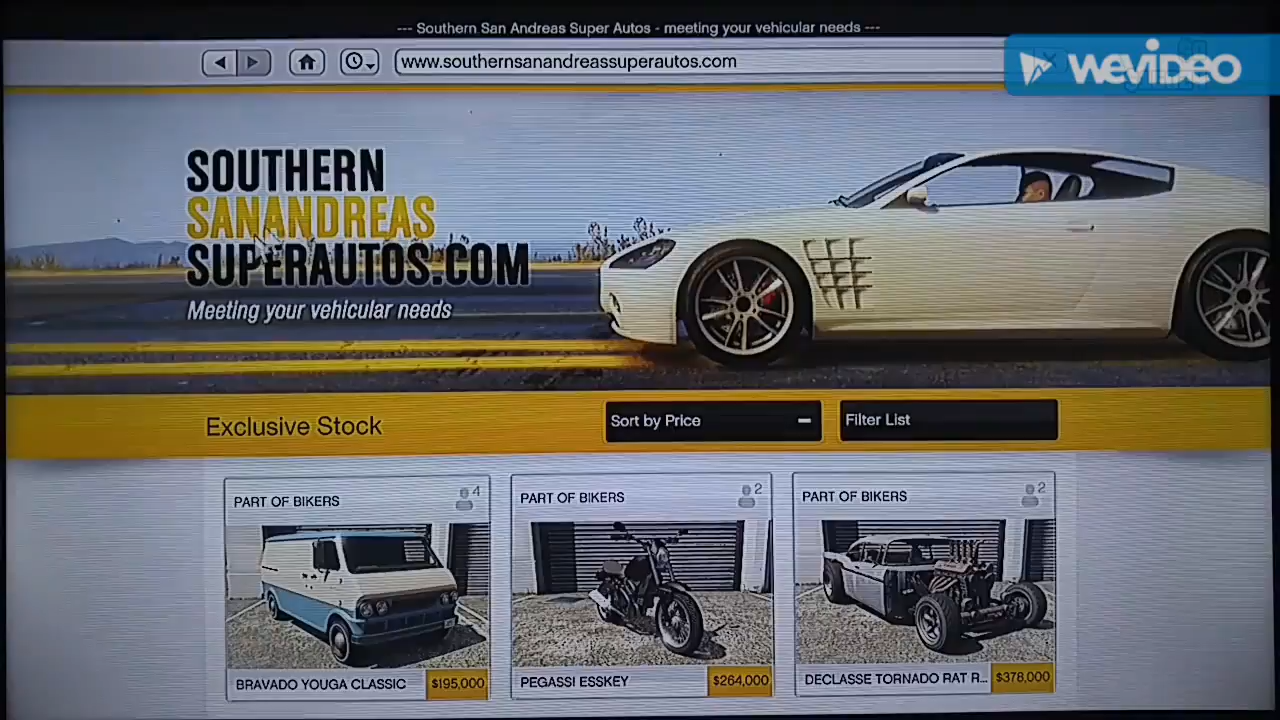 --- Southern San Andreas Super Autos - meeting your vehicular needs ---
www.southernsanandreassuperautos.com
WeVideo
SOUTHERN
SANANDREAS
SUPERAUTOS.COM
Meeting your vehicular needs
Exclusive Stock
Sort by Price
Filter List
PART OF BIKERS 4
PART OF BIKERS 2
PART OF BIKERS 2
BRAVADO YOUGA CLASSIC $195,000
PEGASSI ESSKEY $264,000
DECLASSE TORNADO RAT R... $378,000